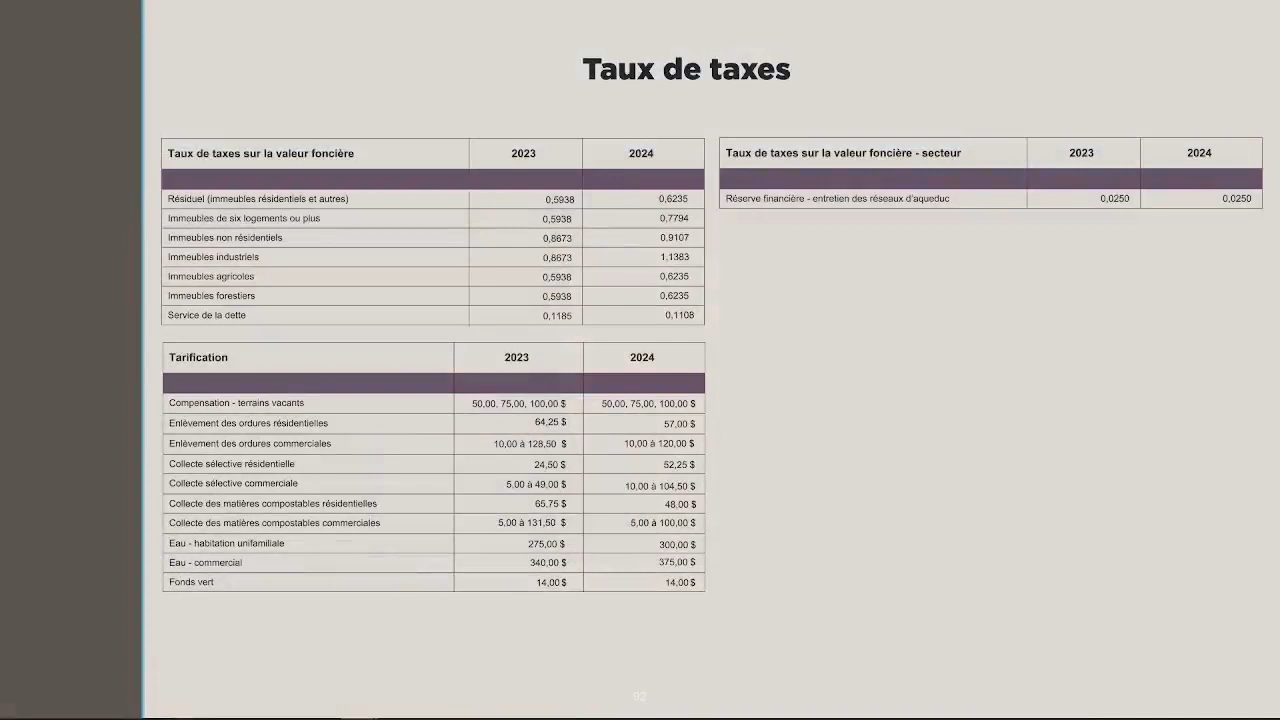 Taux de taxes
Taux de taxes sur la valeur foncière 2023 2024
Résiduel (immeubles résidentiels et autres) 0,5938 0,6235
Immeubles de six logements ou plus 0,5938 0,7794
Immeubles non résidentiels 0,8673 0,9107
Immeubles industriels 0,8673 1,1383
Immeubles agricoles 0,5938 0,6235
Immeubles forestiers 0,5938 0,6235
Service de la dette 0,1185 0,1108
Taux de taxes sur la valeur foncière - secteur 2023 2024
Réserve financière - entretien des réseaux d'aqueduc 0,0250 0,0250
Tarification 2023 2024
Compensation - terrains vacants 50,00, 75,00, 100,00 $ 50,00, 75,00, 100,00 $
Enlèvement des ordures résidentielles 64,25 $ 57,00 $
Enlèvement des ordures commerciales 10,00 à 128,50 $ 10,00 à 120,00 $
Collecte sélective résidentielle 24,50 $ 52,25 $
Collecte sélective commerciale 5,00 à 49,00 $ 10,00 à 104,50 $
Collecte des matières compostables résidentielles 65,75 $ 48,00 $
Collecte des matières compostables commerciales 5,00 à 131,50 $ 5,00 à 100,00 $
Eau - habitation unifamiliale 275,00 $ 300,00 $
Eau - commercial 340,00 $ 375,00 $
Fonds vert 14,00 $ 14,00 $
92